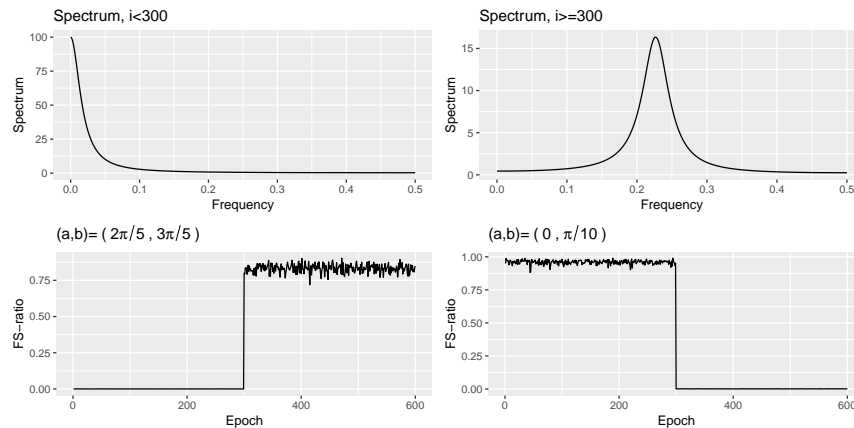 Spectrum, i<300
Spectrum
100
75
50
25
0
0.0 0.1 0.2 0.3 0.4 0.5
Frequency
Spectrum, i>=300
Spectrum
15
10
5
0
0.0 0.1 0.2 0.3 0.4 0.5
Frequency
(a,b)= ( 2π/5 , 3π/5 )
FS−ratio
0.75
0.50
0.25
0.00
0 200 400 600
Epoch
(a,b)= ( 0 , π/10 )
FS−ratio
1.00
0.75
0.50
0.25
0.00
0 200 400 600
Epoch